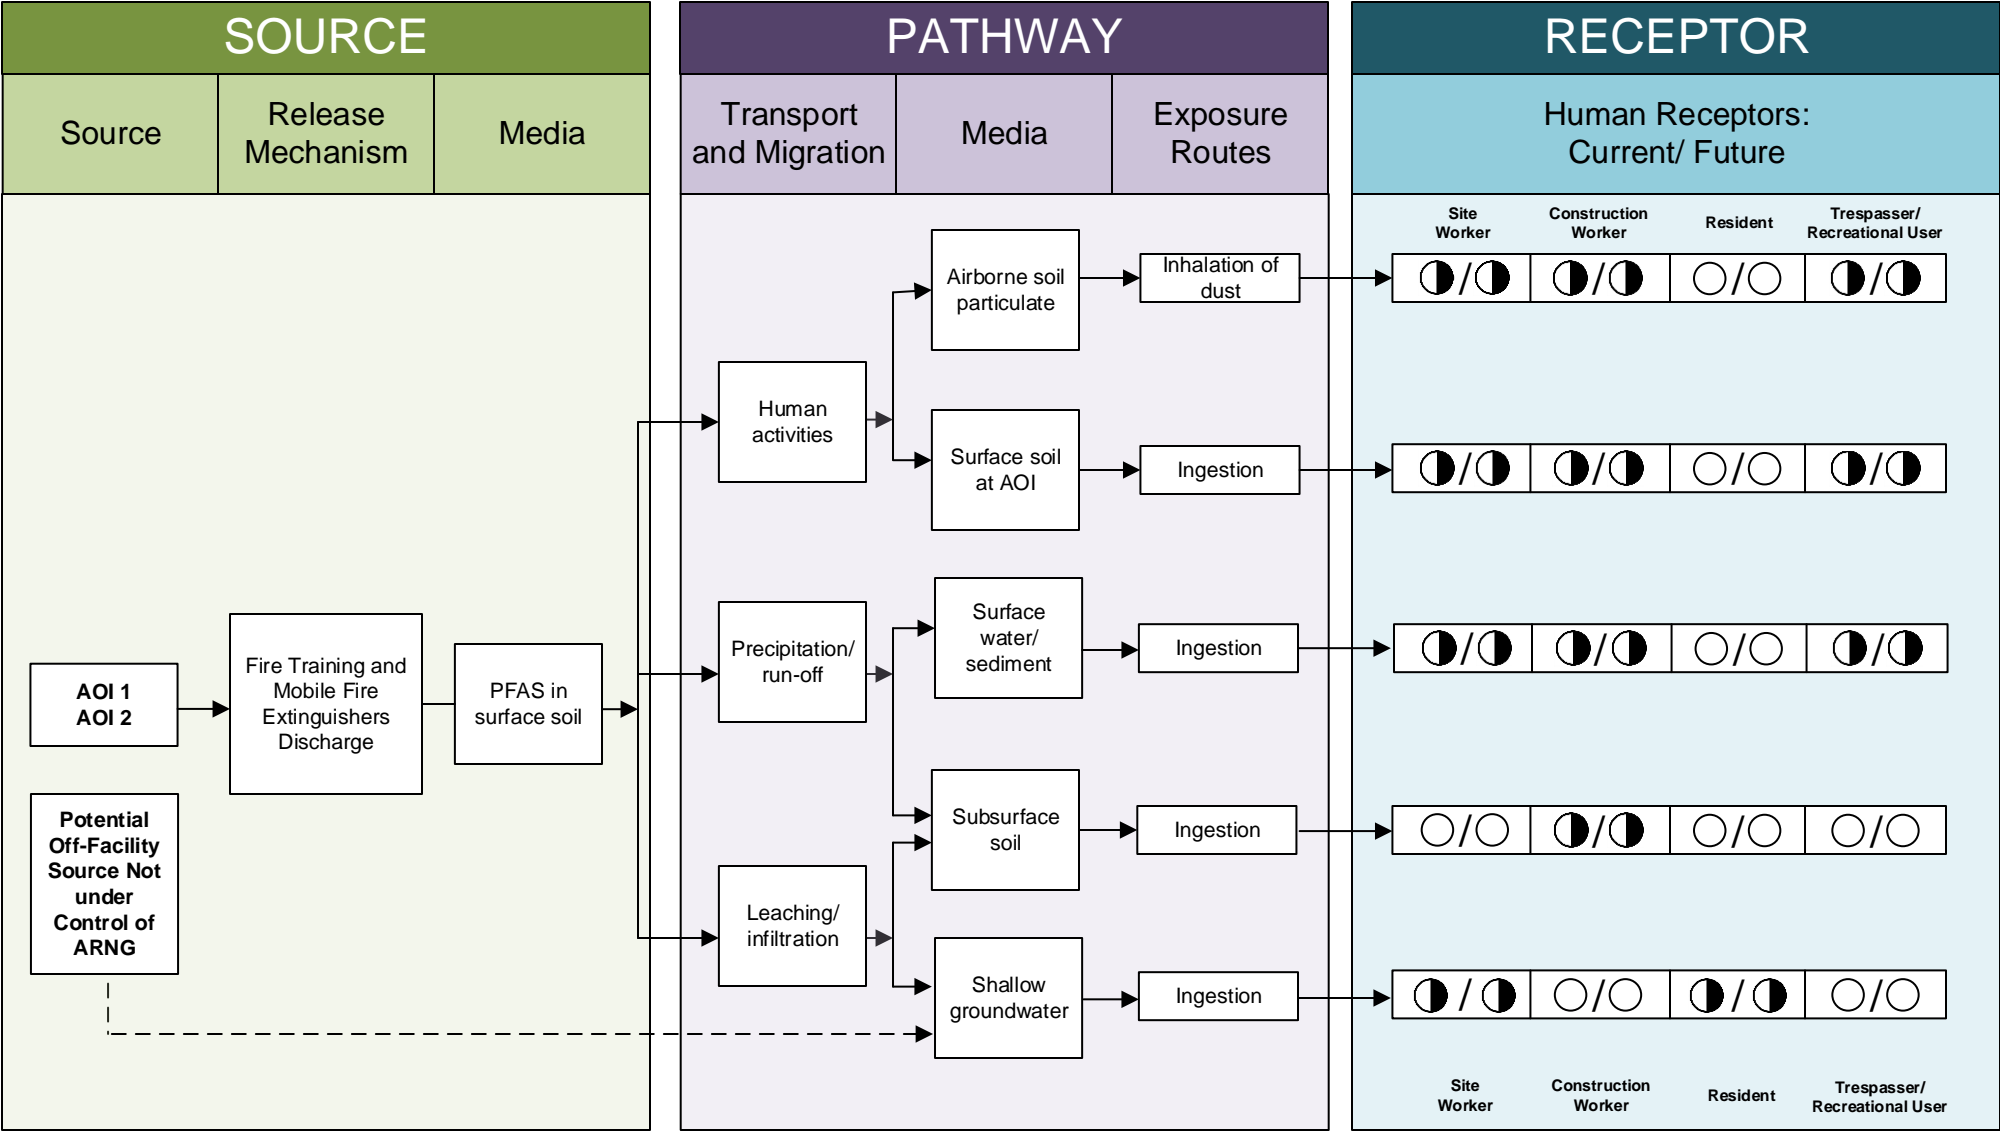 SOURCE
PATHWAY
RECEPTOR
Source
Release
Mechanism
Media
Transport
and Migration
Media
Exposure
Routes
Human Receptors:
Current/ Future
AOI 1
AOI 2
Potential
Off-Facility
Source Not
under
Control of
ARNG
Fire Training and
Mobile Fire
Extinguishers
Discharge
PFAS in
surface soil
Human
activities
Precipitation/
run-off
Leaching/
infiltration
Airborne soil
particulate
Surface soil
at AOI
Surface
water/
sediment
Subsurface
soil
Shallow
groundwater
Inhalation of
dust
Ingestion
Ingestion
Ingestion
Ingestion
Site
Worker
Construction
Worker
Resident
Trespasser/
Recreational User
/ / / /
/ / / /
/ / / /
/ / / /
/ / / /
Site
Worker
Construction
Worker
Resident
Trespasser/
Recreational User